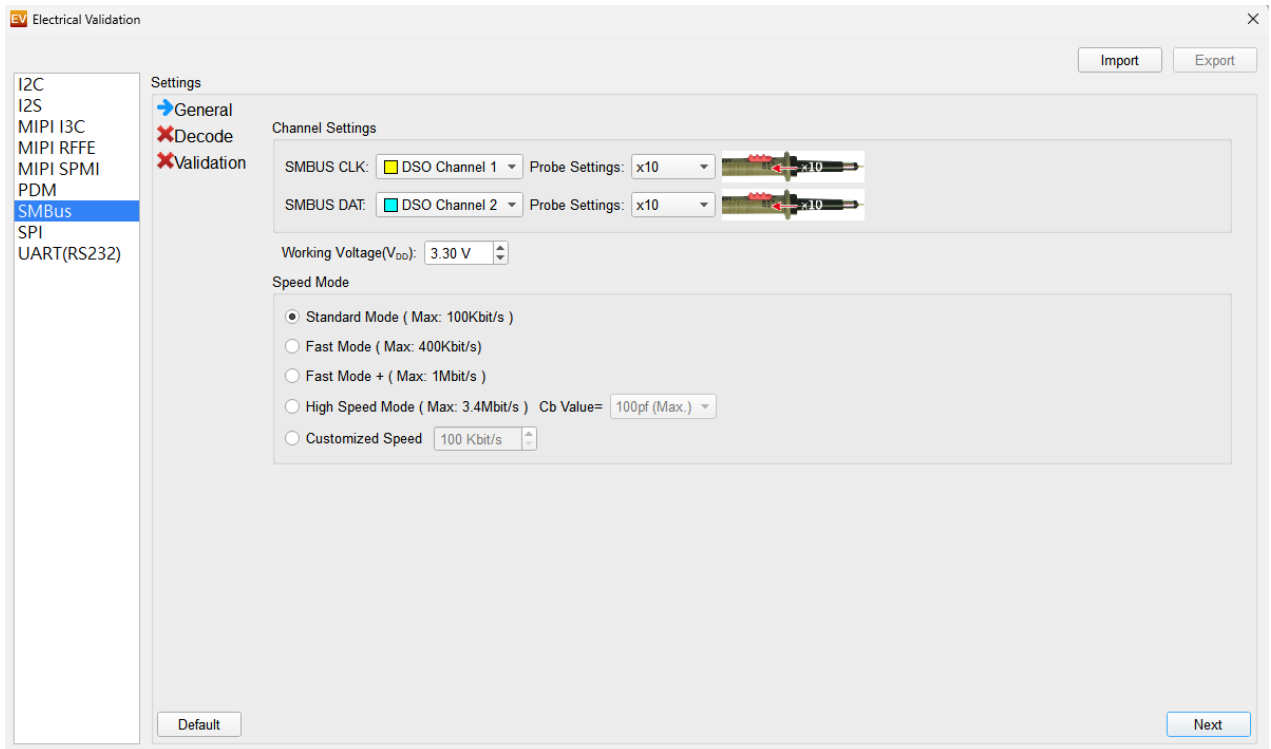 EV Electrical Validation
Import Export
I2C
I2S
MIPI I3C
MIPI RFFE
MIPI SPMI
PDM
SMBus
SPI
UART(RS232)
Settings
General
Decode
Validation
Channel Settings
SMBUS CLK: DSO Channel 1 Probe Settings: x10 x10
SMBUS DAT: DSO Channel 2 Probe Settings: x10 x10
Working Voltage(VDD): 3.30 V
Speed Mode
Standard Mode ( Max: 100Kbit/s )
Fast Mode ( Max: 400Kbit/s)
Fast Mode + ( Max: 1Mbit/s )
High Speed Mode ( Max: 3.4Mbit/s ) Cb Value= 100pf (Max.)
Customized Speed 100 Kbit/s
Default Next